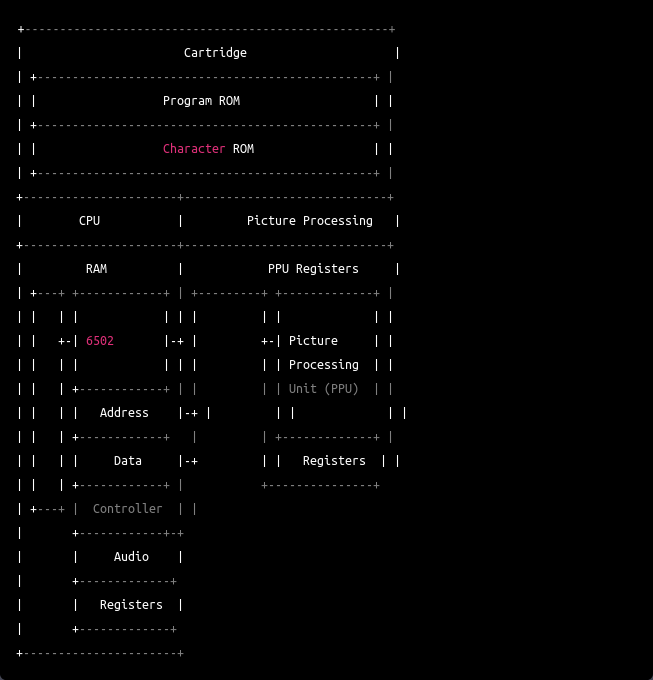 Cartridge
Program ROM
Character ROM
CPU Picture Processing
RAM PPU Registers
6502 Picture
Processing
Unit (PPU)
Address
Data Registers
Controller
Audio
Registers